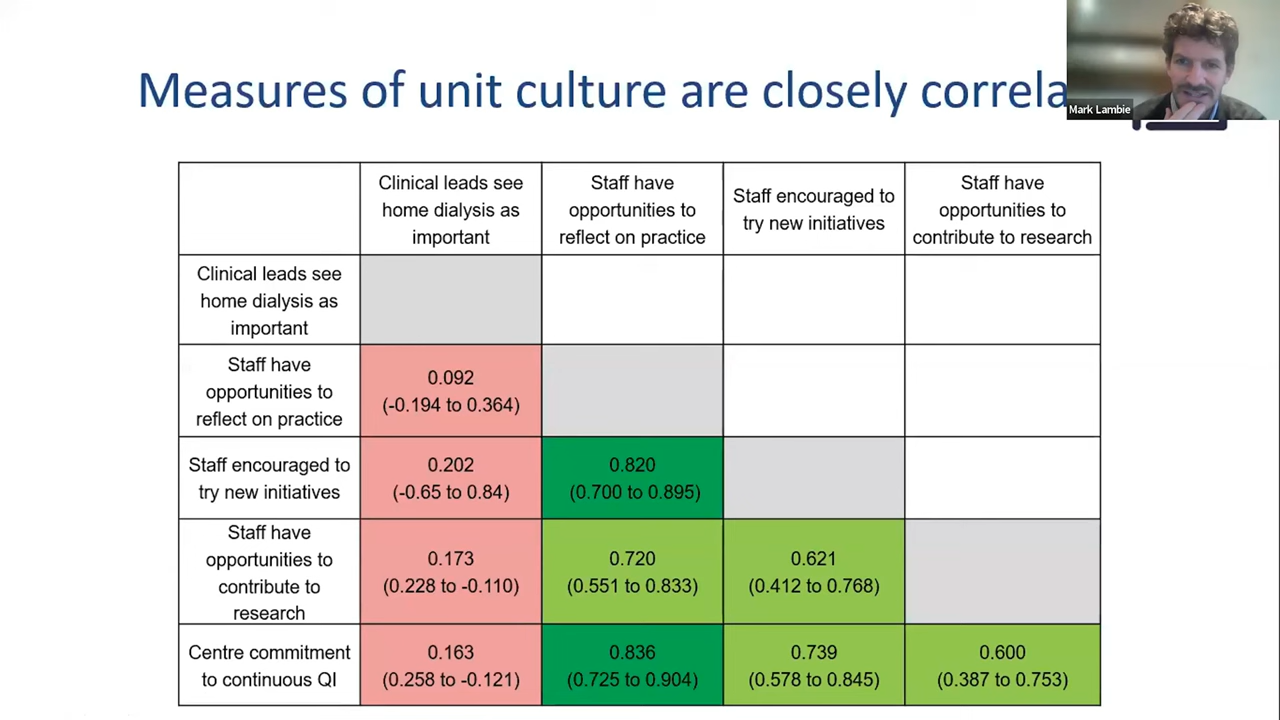 Measures of unit culture are closely correla
Mark Lambie
Clinical leads see
home dialysis as
important
Staff have
opportunities to
reflect on practice
Staff encouraged to
try new initiatives
Staff have
opportunities to
contribute to research
Clinical leads see
home dialysis as
important
Staff have
opportunities to
reflect on practice
0.092
(-0.194 to 0.364)
Staff encouraged to
try new initiatives
0.202
(-0.65 to 0.84)
0.820
(0.700 to 0.895)
Staff have
opportunities to
contribute to
research
0.173
(0.228 to -0.110)
0.720
(0.551 to 0.833)
0.621
(0.412 to 0.768)
Centre commitment
to continuous QI
0.163
(0.258 to -0.121)
0.836
(0.725 to 0.904)
0.739
(0.578 to 0.845)
0.600
(0.387 to 0.753)